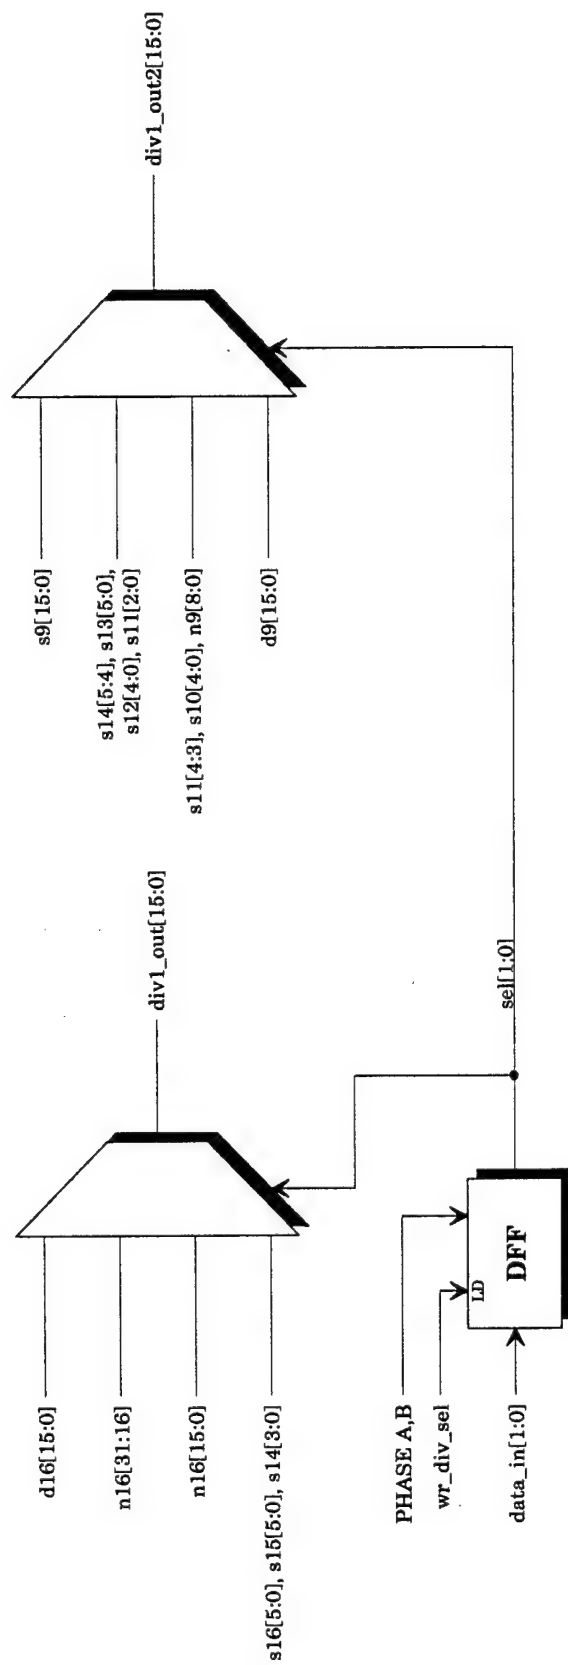 d16[15:0]
n16[31:16]
n16[15:0]
s16[5:0], s15[5:0], s14[3:0]
div1_out[15:0]
s9[15:0]
s14[5:4], s13[5:0],
s12[4:0], s11[2:0]
s11[4:3], s10[4:0], n9[8:0]
d9[15:0]
div1_out2[15:0]
PHASE A,B
wr_div_sel
data_in[1:0]
LD
DFF
sel[1:0]